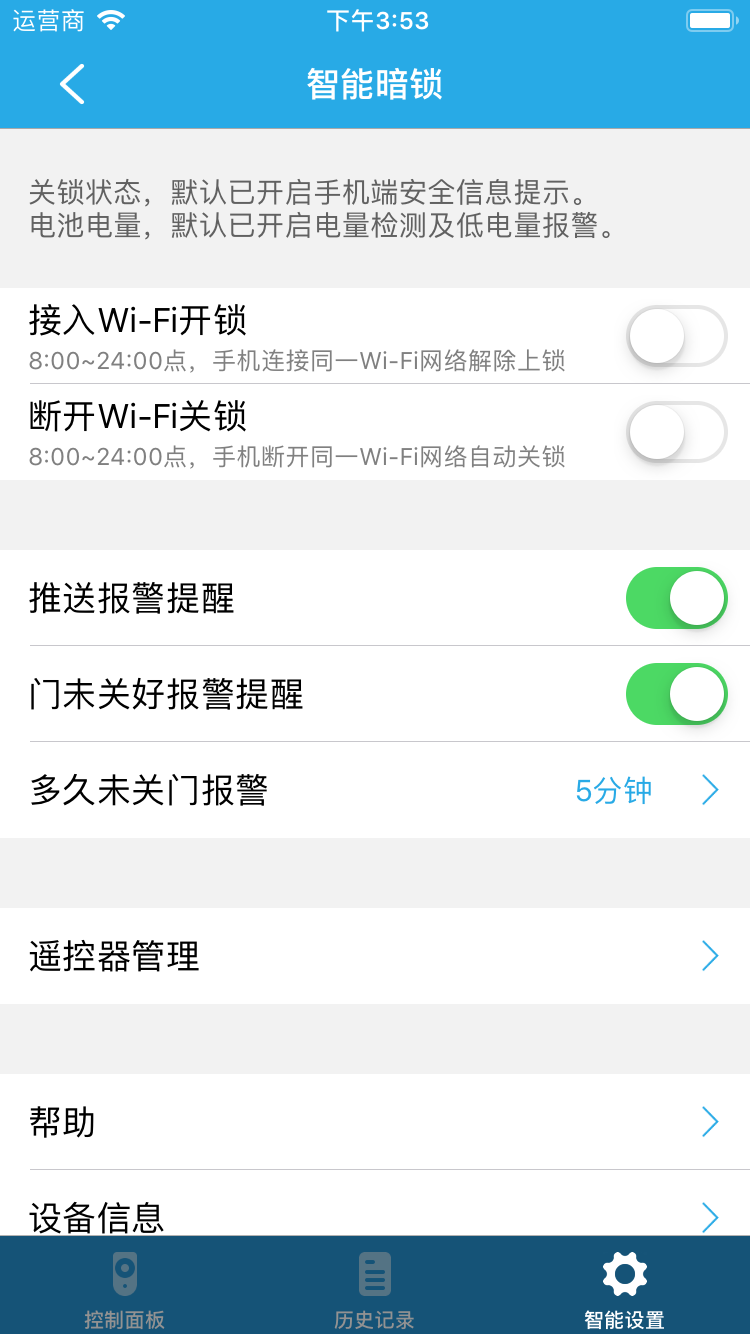 运营商 下午3:53
智能暗锁
关锁状态，默认已开启手机端安全信息提示。
电池电量，默认已开启电量检测及低电量报警。
接入Wi-Fi开锁
8:00~24:00点，手机连接同一Wi-Fi网络解除上锁
断开Wi-Fi关锁
8:00~24:00点，手机断开同一Wi-Fi网络自动关锁
推送报警提醒
门未关好报警提醒
多久未关门报警 5分钟
遥控器管理
帮助
设备信息
控制面板 历史记录 智能设置